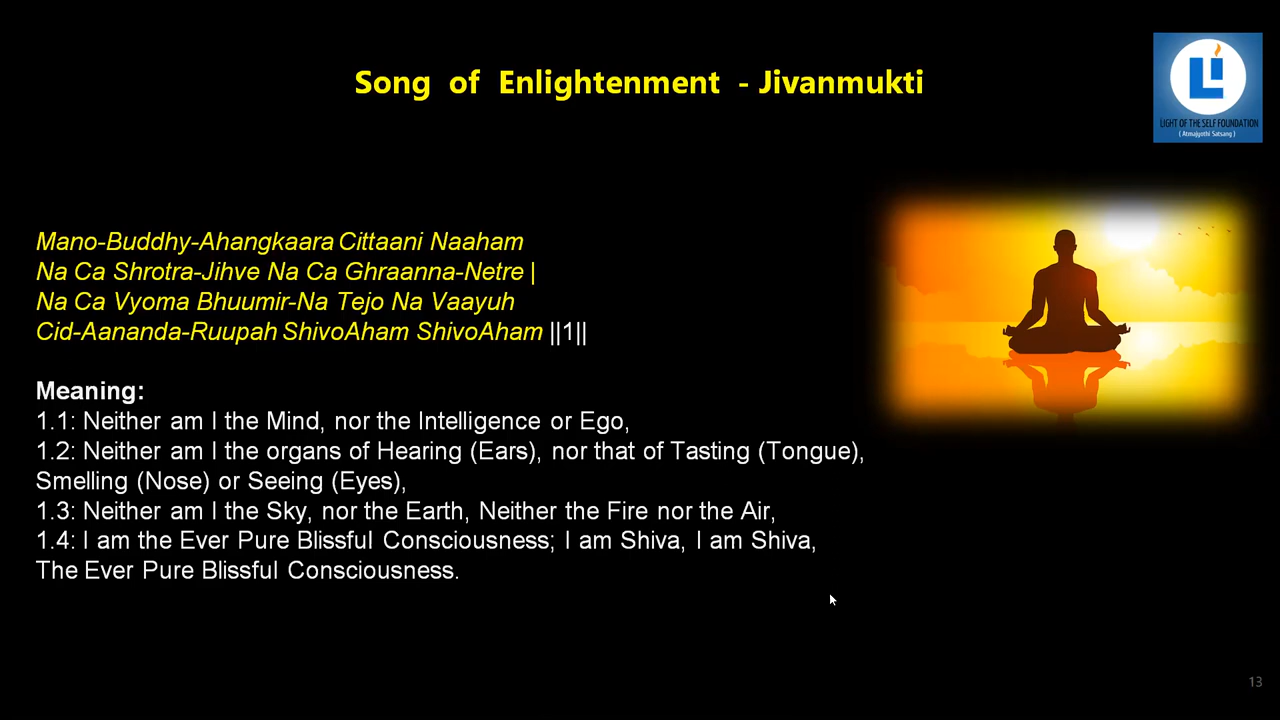 Song of Enlightenment - Jivanmukti
LI
LIGHT OF THE SELF FOUNDATION
( Atmajyothi Satsang )
Mano-Buddhy-Ahangkaara Cittaani Naaham
Na Ca Shrotra-Jihve Na Ca Ghraanna-Netre |
Na Ca Vyoma Bhuumir-Na Tejo Na Vaayuh
Cid-Aananda-Ruupah ShivoAham ShivoAham ||1||
Meaning:
1.1: Neither am I the Mind, nor the Intelligence or Ego,
1.2: Neither am I the organs of Hearing (Ears), nor that of Tasting (Tongue),
Smelling (Nose) or Seeing (Eyes),
1.3: Neither am I the Sky, nor the Earth, Neither the Fire nor the Air,
1.4: I am the Ever Pure Blissful Consciousness; I am Shiva, I am Shiva,
The Ever Pure Blissful Consciousness.
13